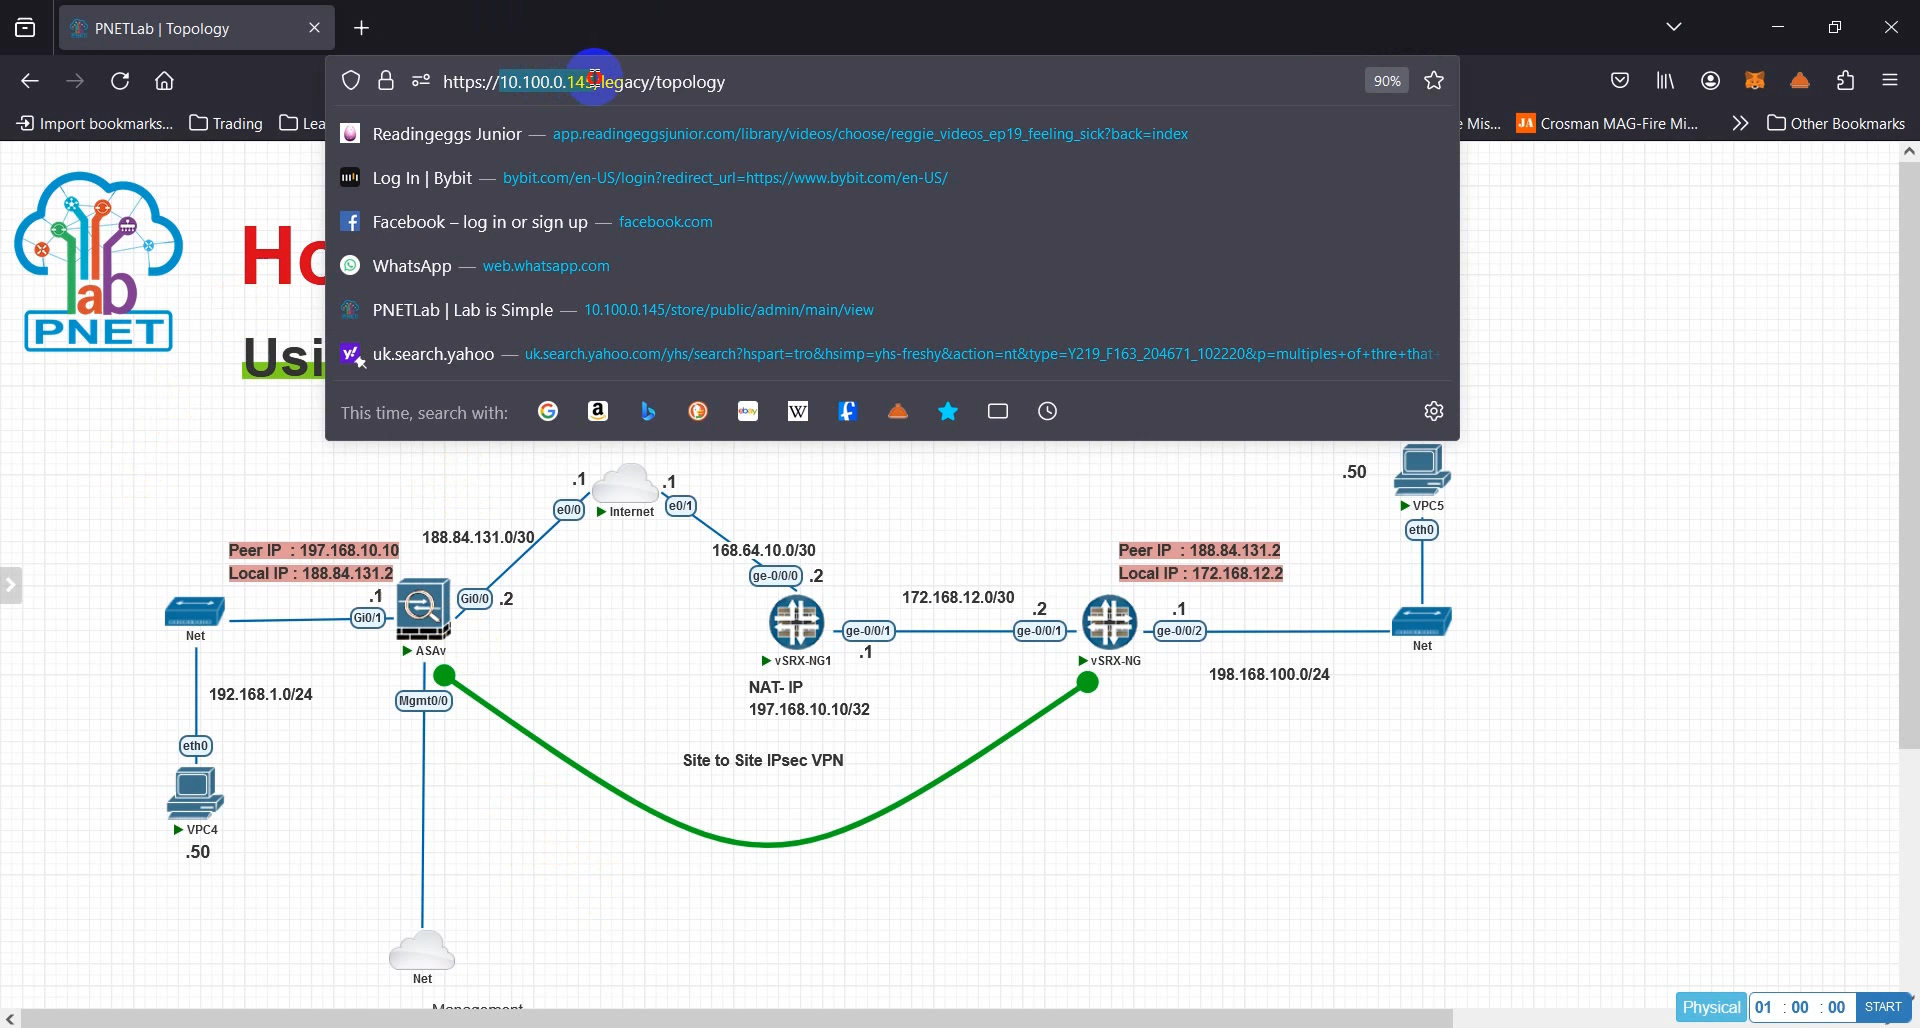 PNETLab | Topology
https://10.100.0.145/legacy/topology
90%
Import bookmarks...
Trading
Lea
Mis...
Crosman MAG-Fire Mi...
Other Bookmarks
Readingeggs Junior — app.readingeggsjunior.com/library/videos/choose/reggie_videos_ep19_feeling_sick?back=index
Log In | Bybit — bybit.com/en-US/login?redirect_url=https://www.bybit.com/en-US/
Facebook – log in or sign up — facebook.com
WhatsApp — web.whatsapp.com
PNETLab | Lab is Simple — 10.100.0.145/store/public/admin/main/view
uk.search.yahoo — uk.search.yahoo.com/yhs/search?hspart=tro&hsimp=yhs-freshy&action=nt&type=Y219_F163_204671_102220&p=multiples+of+thre+that
This time, search with:
lab
PNET
Ho
Usi
.1
.1
e0/0
Internet
e0/1
.50
VPC5
eth0
188.84.131.0/30
168.64.10.0/30
Peer IP : 197.168.10.10
Local IP : 188.84.131.2
Peer IP : 188.84.131.2
Local IP : 172.168.12.2
ge-0/0/0
.2
.1
Gi0/1
Gi0/0
.2
172.168.12.0/30
.2
.1
ge-0/0/1
ge-0/0/1
ge-0/0/2
Net
ASAv
.1
vSRX-NG1
vSRX-NG
Net
192.168.1.0/24
Mgmt0/0
NAT- IP
197.168.10.10/32
198.168.100.0/24
eth0
Site to Site IPsec VPN
VPC4
.50
Net
Management
Physical
01 : 00 : 00
START